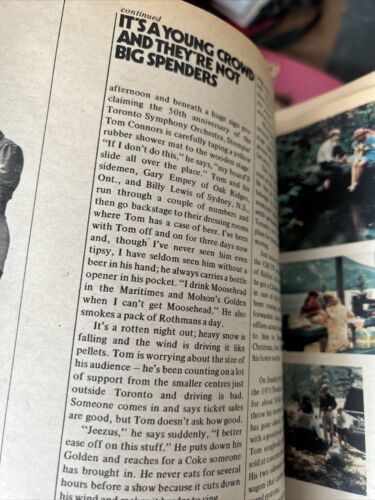 continued
IT'S A YOUNG CROWD
AND THEY'RE NOT
BIG SPENDERS
afternoon and beneath a huge sign pro-
claiming the 50th anniversary of the
Toronto Symphony Orchestra, Stompin'
Tom Connors is carefully taping a yellow
rubber shower mat to the wooden stage.
"If I don't do this," he says, "my board'll
slide all over the place." Tom and his
sidemen, Gary Empey of Oak Ridges,
Ont., and Billy Lewis of Sydney, N.S.,
run through a couple of numbers and
then go backstage to their dressing rooms
where Tom has a case of beer. I've been
with Tom off and on for three days now
and, though I've never seen him even
tipsy, I have seldom seen him without a
beer in his hand; he always carries a bottle
opener in his pocket. "I drink Moosehead
in the Maritimes and Molson's Golden
when I can't get Moosehead." He also
smokes a pack of Rothmans a day.
It's a rotten night out; heavy snow is
falling and the wind is driving it like
pellets. Tom is worrying about the size of
his audience – he's been counting on a lot
of support from the smaller centres just
outside Toronto and driving is bad.
Someone comes in and says ticket sales
are good, but Tom doesn't ask how good.
"Jeezus," he says suddenly, "I better
ease off on this stuff." He puts down his
Golden and reaches for a Coke someone
has brought in. He never eats for several
hours before a show because it cuts down
his wind and makes it harder to sing